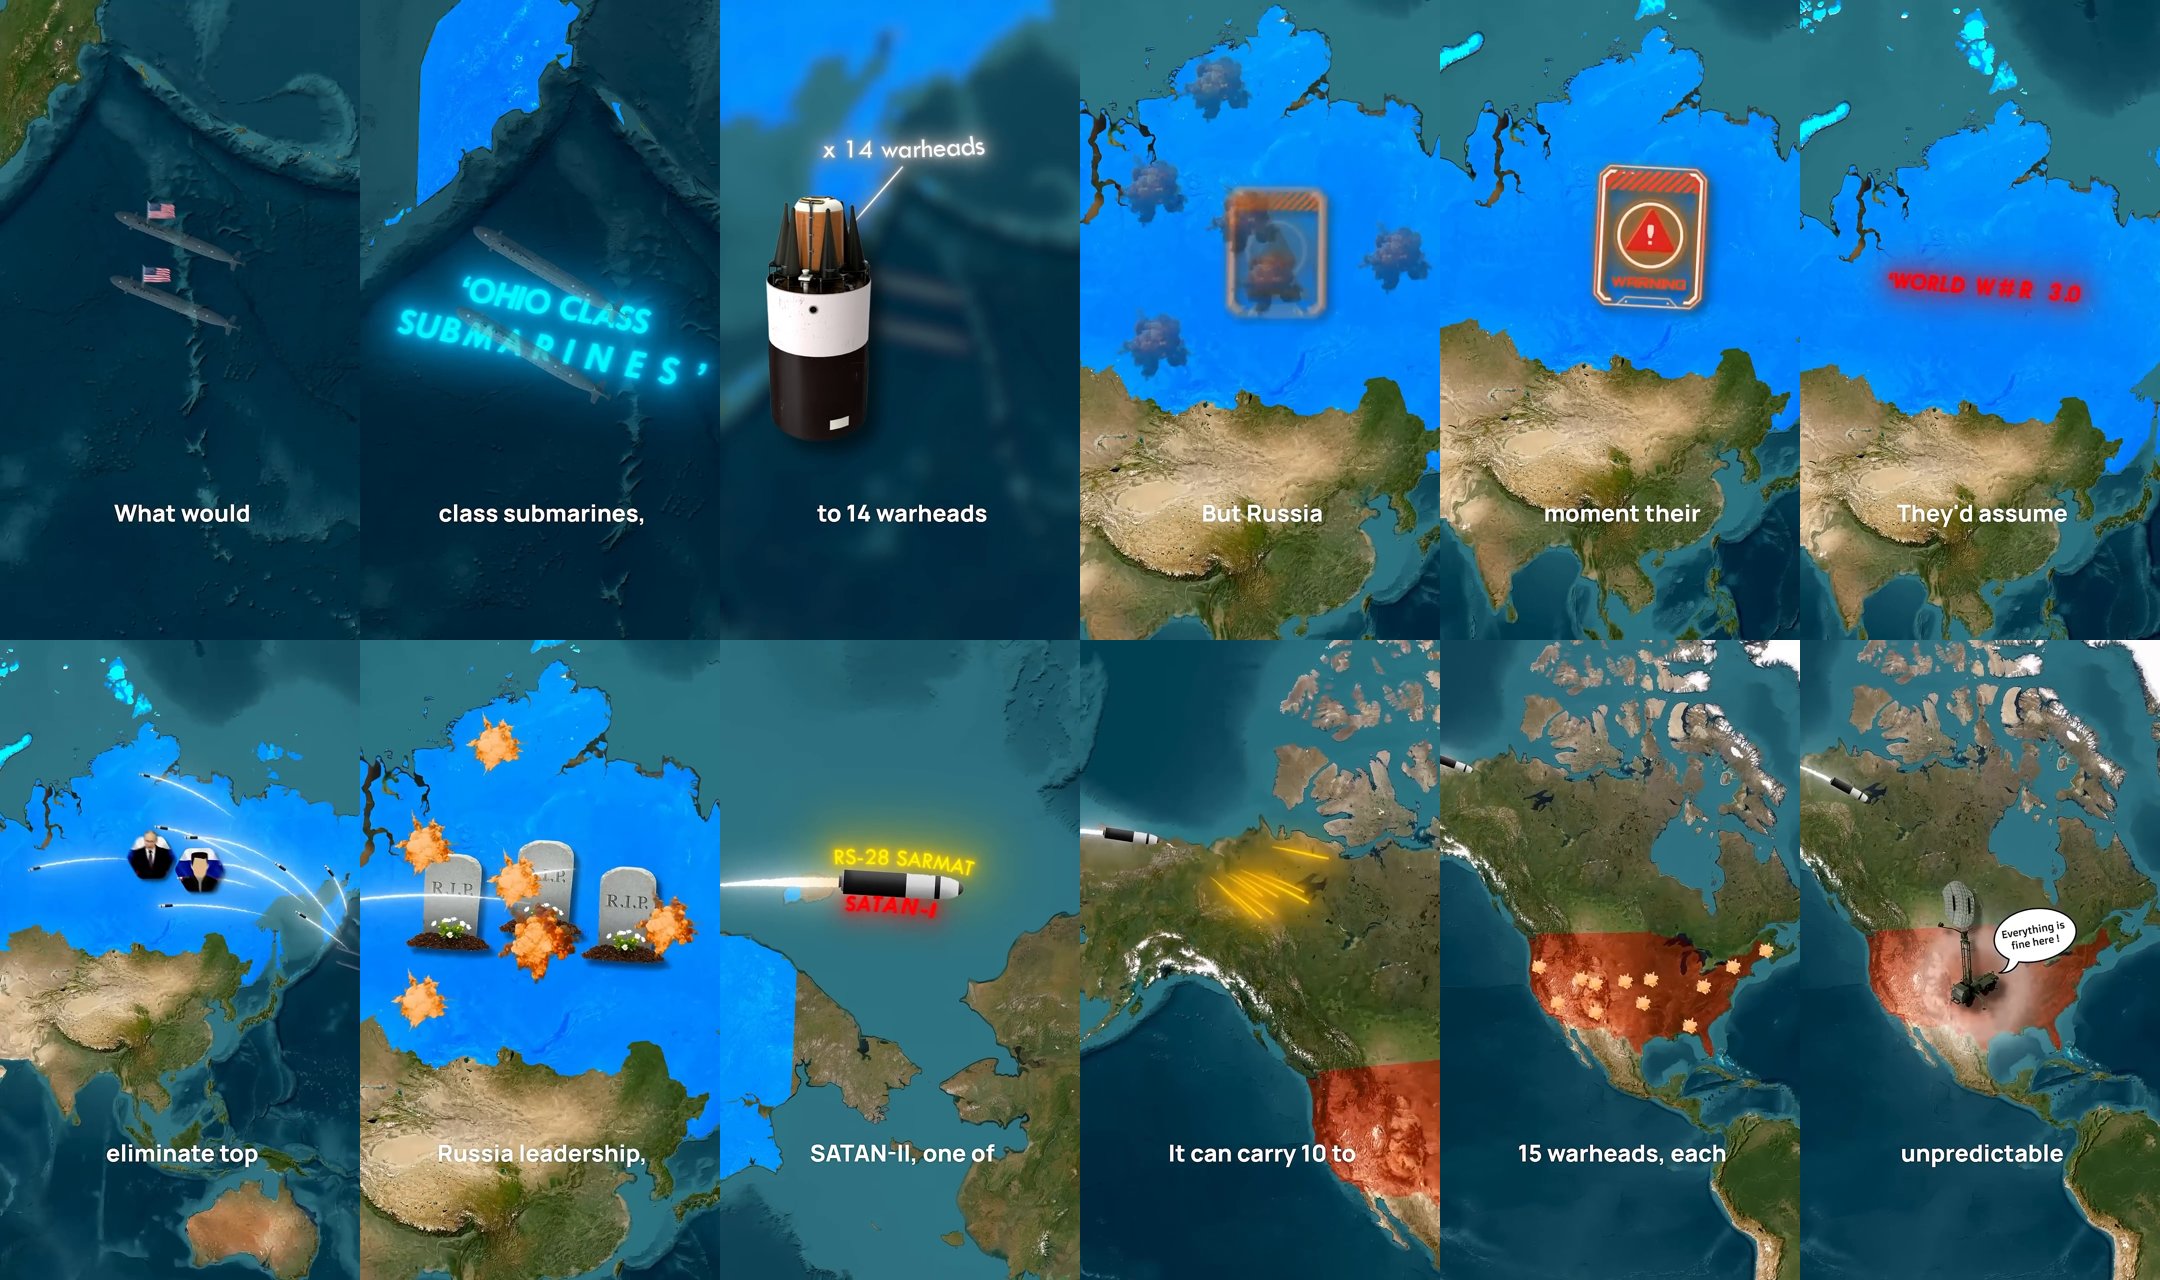 What would
‘OHIO CLASS
SUBMARINES’
class submarines,
x 14 warheads
to 14 warheads
But Russia
!
WARNING
moment their
‘WORLD W#R 3.0
They'd assume
eliminate top
R.I.P.
R.I.P.
R.I.P.
Russia leadership,
RS-28 SARMAT
SATAN-I
SATAN-II, one of
It can carry 10 to
15 warheads, each
Everything is
fine here !
unpredictable